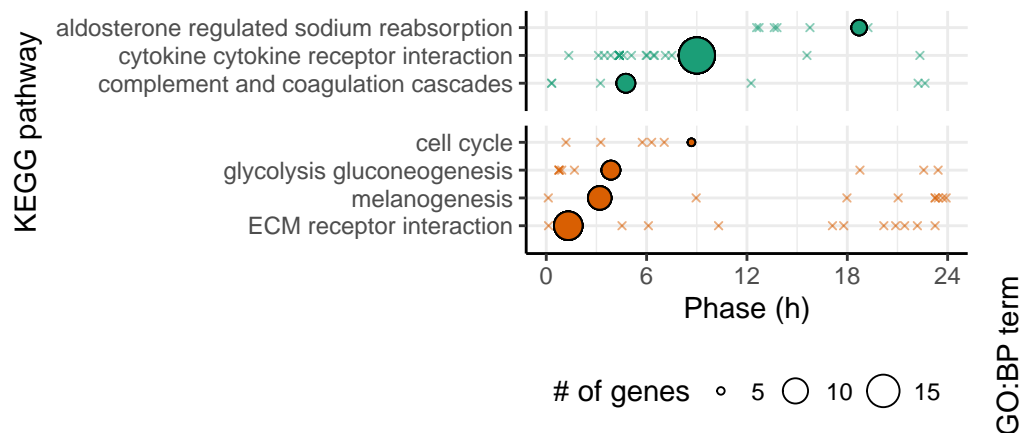 KEGG pathway
aldosterone regulated sodium reabsorption
cytokine cytokine receptor interaction
complement and coagulation cascades
cell cycle
glycolysis gluconeogenesis
melanogenesis
ECM receptor interaction
0 6 12 18 24
Phase (h)
# of genes 5 10 15
GO:BP term